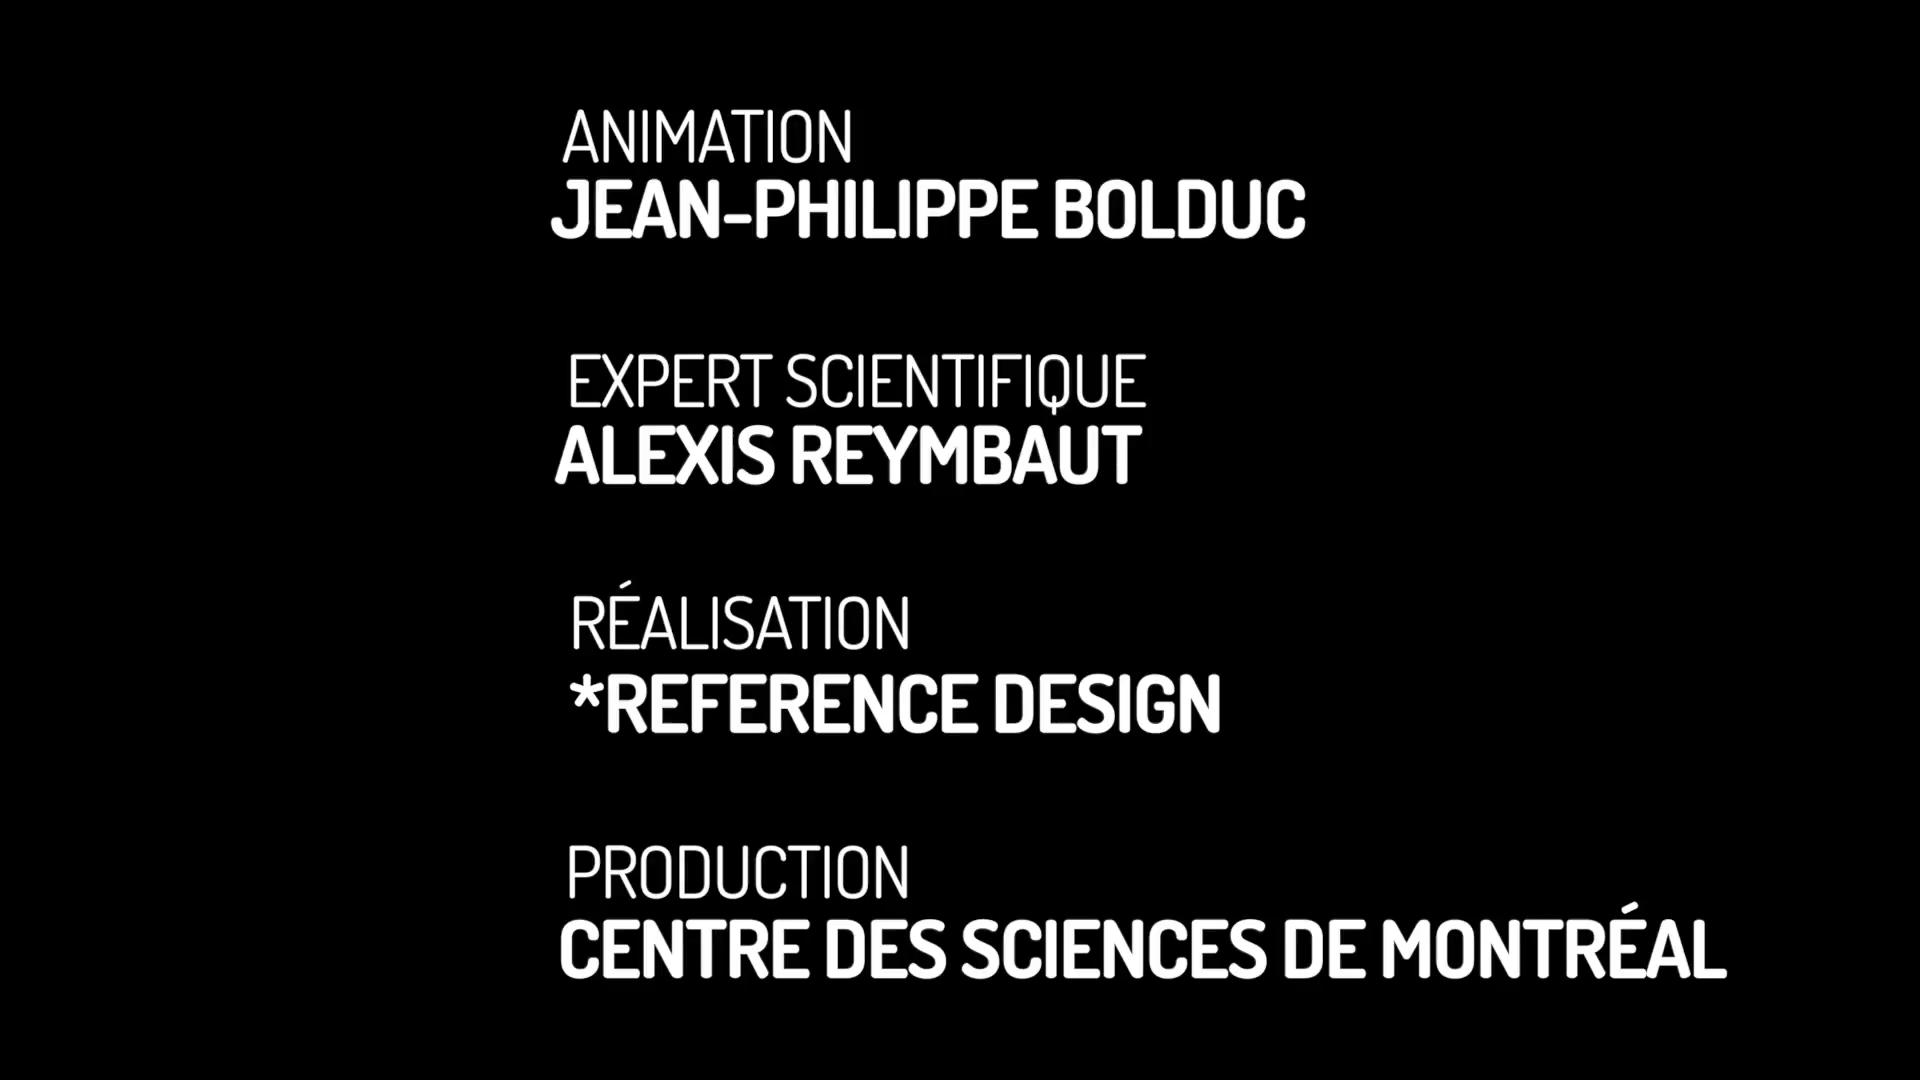 ANIMATION
JEAN-PHILIPPE BOLDUC
EXPERT SCIENTIFIQUE
ALEXIS REYMBAUT
RÉALISATION
*REFERENCE DESIGN
PRODUCTION
CENTRE DES SCIENCES DE MONTRÉAL